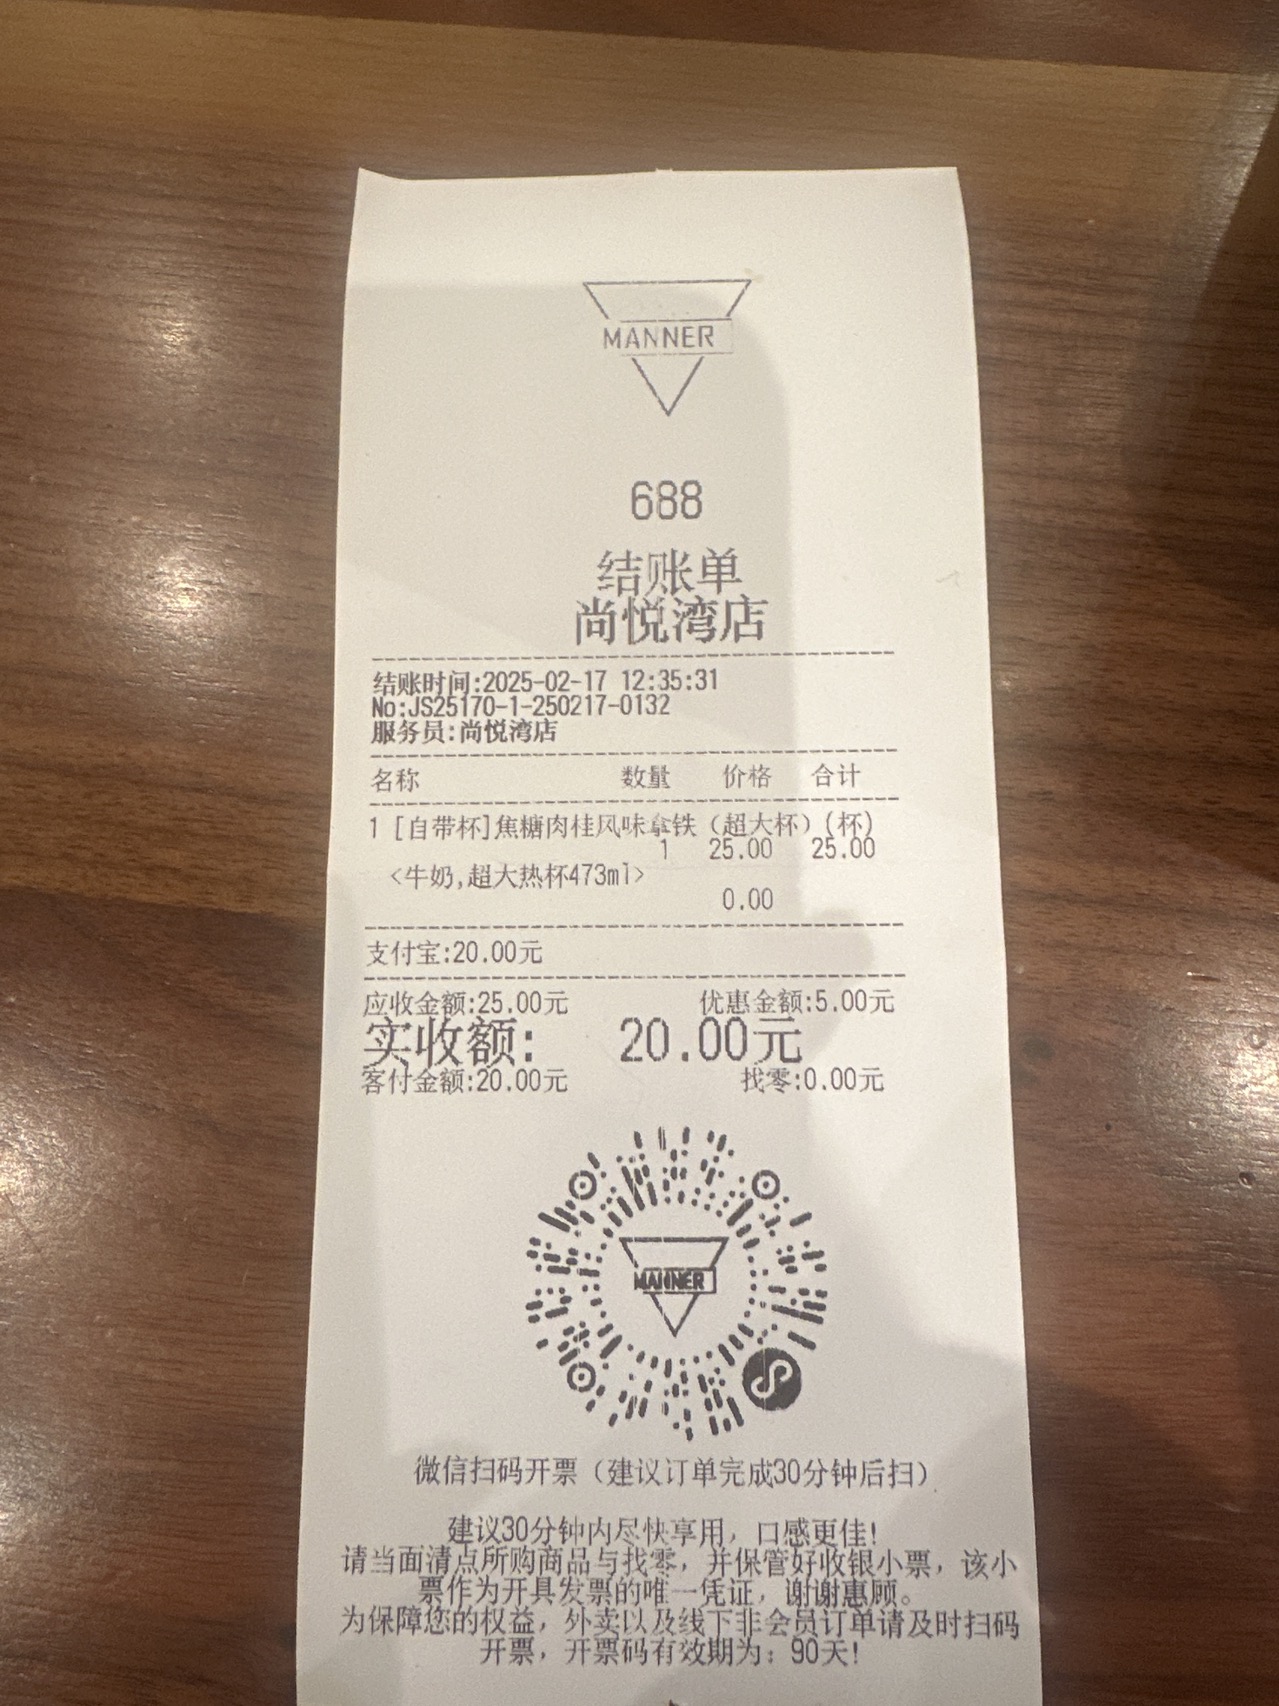 MANNER
688
结账单
尚悦湾店
结账时间:2025-02-17 12:35:31
No:JS25170-1-250217-0132
服务员:尚悦湾店
名称 数量 价格 合计
1 [自带杯]焦糖肉桂风味拿铁（超大杯）(杯)
1 25.00 25.00
<牛奶,超大热杯473ml>
0.00
支付宝:20.00元
应收金额:25.00元 优惠金额:5.00元
实收额: 20.00元
客付金额:20.00元 找零:0.00元
MANNER
微信扫码开票（建议订单完成30分钟后扫）
建议30分钟内尽快享用，口感更佳!
请当面清点所购商品与找零，并保管好收银小票，该小
票作为开具发票的唯一凭证，谢谢惠顾。
为保障您的权益，外卖以及线下非会员订单请及时扫码
开票，开票码有效期为：90天!